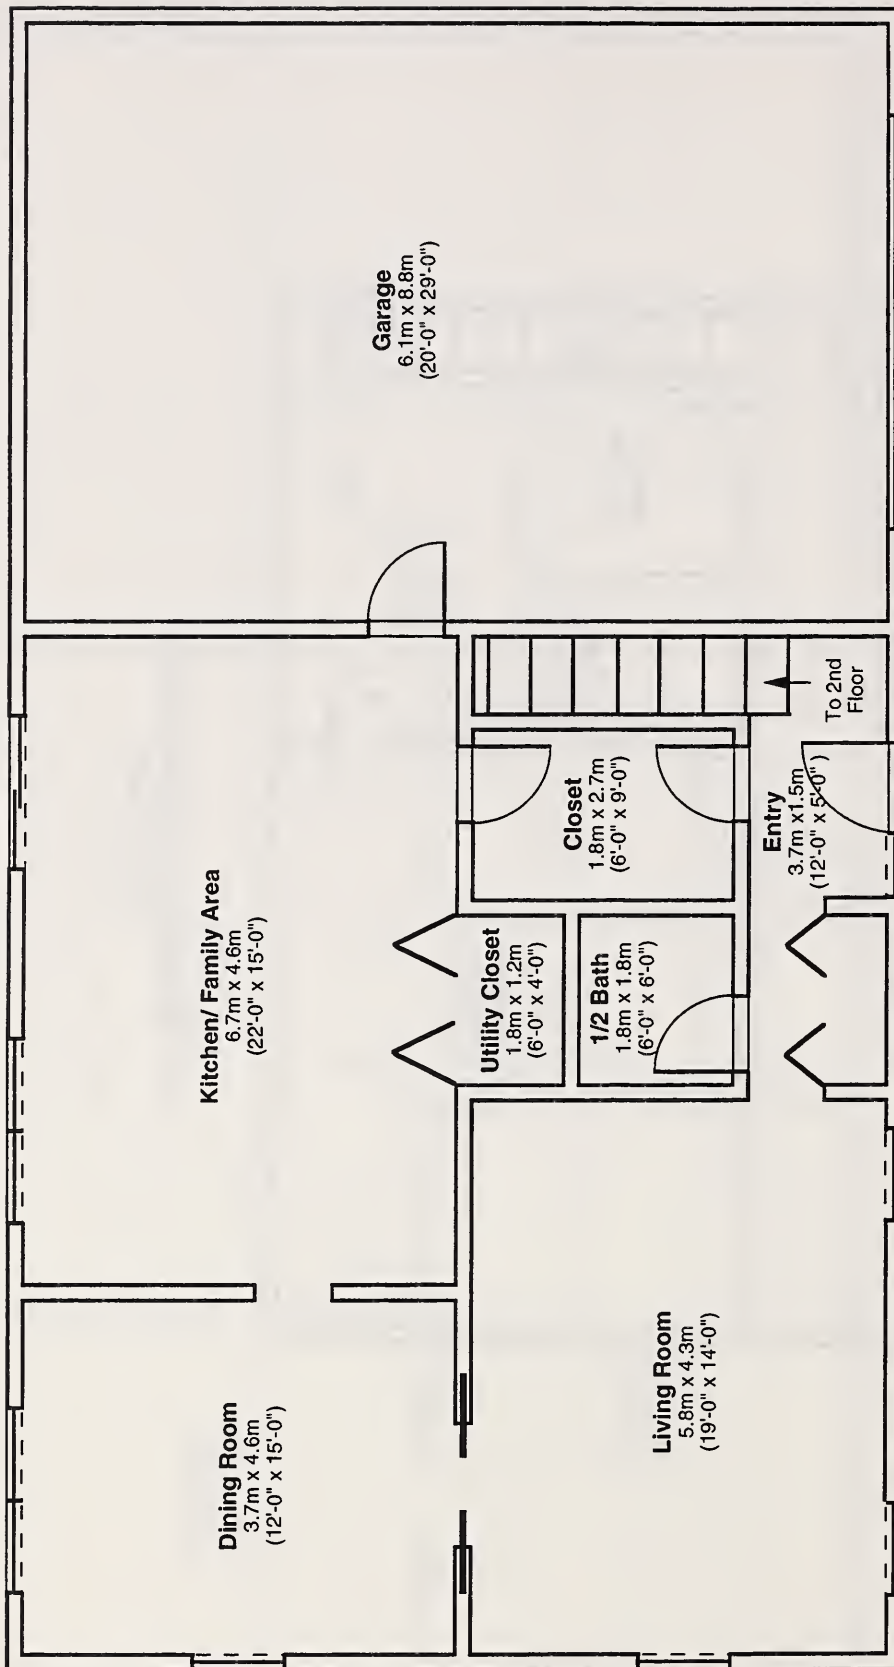 Dining Room
3.7m x 4.6m
(12'-0" x 15'-0")
Kitchen/ Family Area
6.7m x 4.6m
(22'-0" x 15'-0")
Garage
6.1m x 8.8m
(20'-0" x 29'-0")
Utility Closet
1.8m x 1.2m
(6'-0" x 4'-0")
Closet
1.8m x 2.7m
(6'-0" x 9'-0")
1/2 Bath
1.8m x 1.8m
(6'-0" x 6'-0")
Living Room
5.8m x 4.3m
(19'-0" x 14'-0")
Entry
3.7m x1.5m
(12'-0" x 5'-0" )
To 2nd
Floor